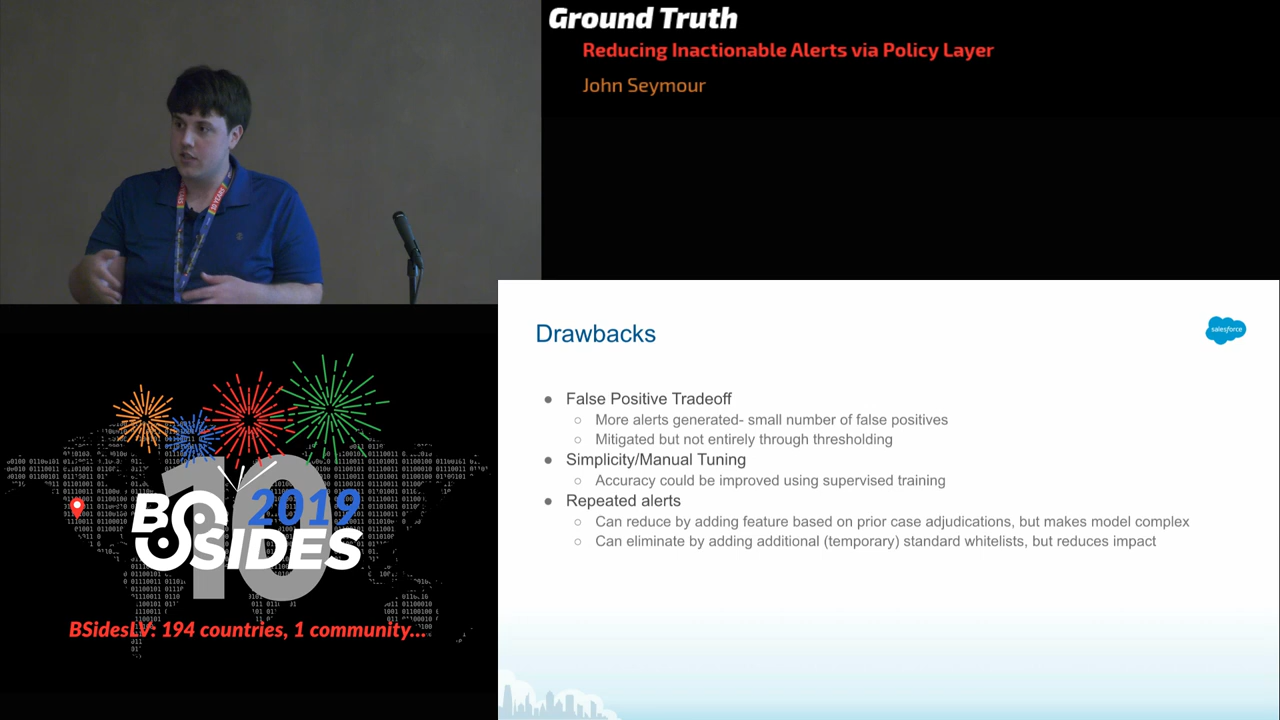 Ground Truth
Reducing Inactionable Alerts via Policy Layer
John Seymour
Drawbacks
salesforce
● False Positive Tradeoff
○ More alerts generated- small number of false positives
○ Mitigated but not entirely through thresholding
● Simplicity/Manual Tuning
○ Accuracy could be improved using supervised training
● Repeated alerts
○ Can reduce by adding feature based on prior case adjudications, but makes model complex
○ Can eliminate by adding additional (temporary) standard whitelists, but reduces impact
10
2019
BSIDES
BSidesLV: 194 countries, 1 community...